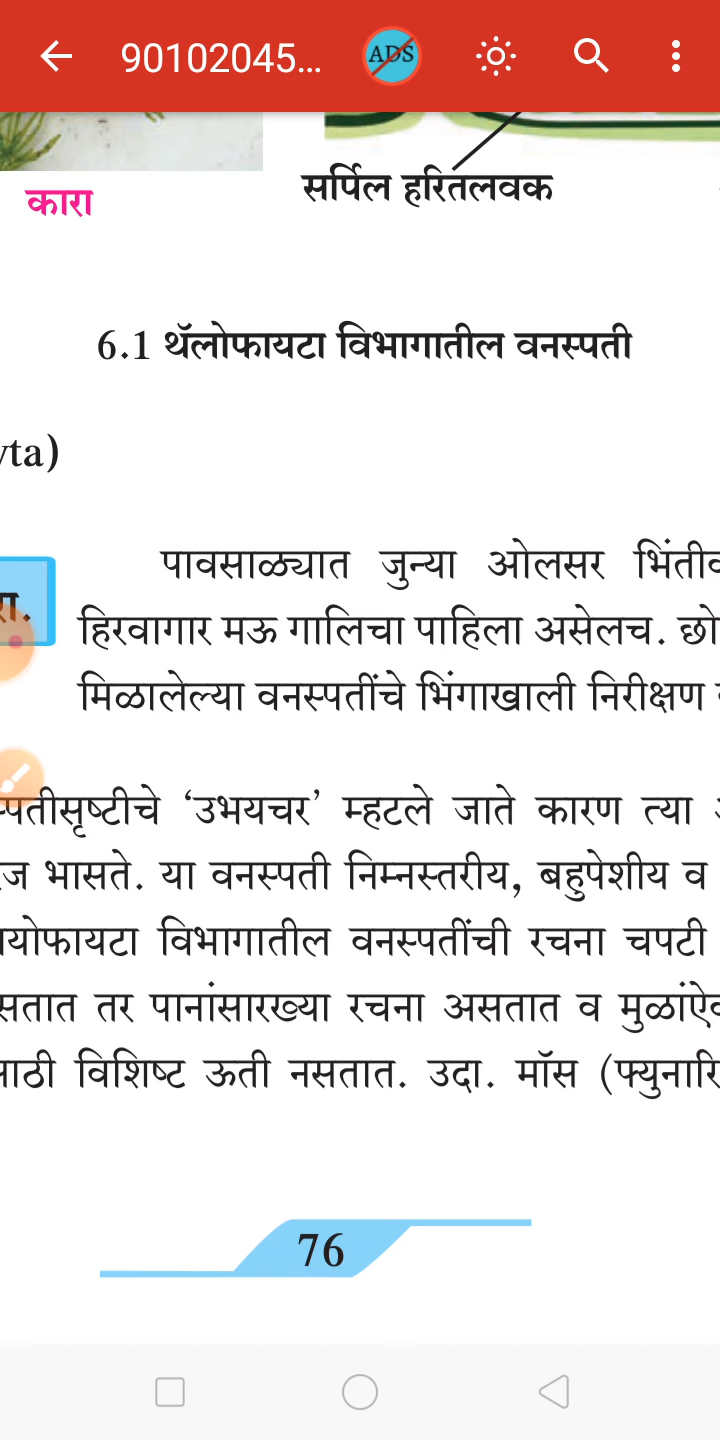 90102045...
ADS
कारा
सर्पिल हरितलवक
6.1 थॅलोफायटा विभागातील वनस्पती
yta)
पावसाळ्यात जुन्या ओलसर
हिरवागार मऊ गालिचा पाहिला असेलच.
मिळालेल्या वनस्पतींचे भिंगाखाली निरीक्षण
‘उभयचर’ म्हटले जाते कारण त्या
भासते. या वनस्पती निम्नस्तरीय, बहुपेशीय व
विभागातील वनस्पतींची रचना चपटी
तर पानांसारख्या रचना असतात व
विशिष्ट ऊती नसतात. उदा. मॉस
76